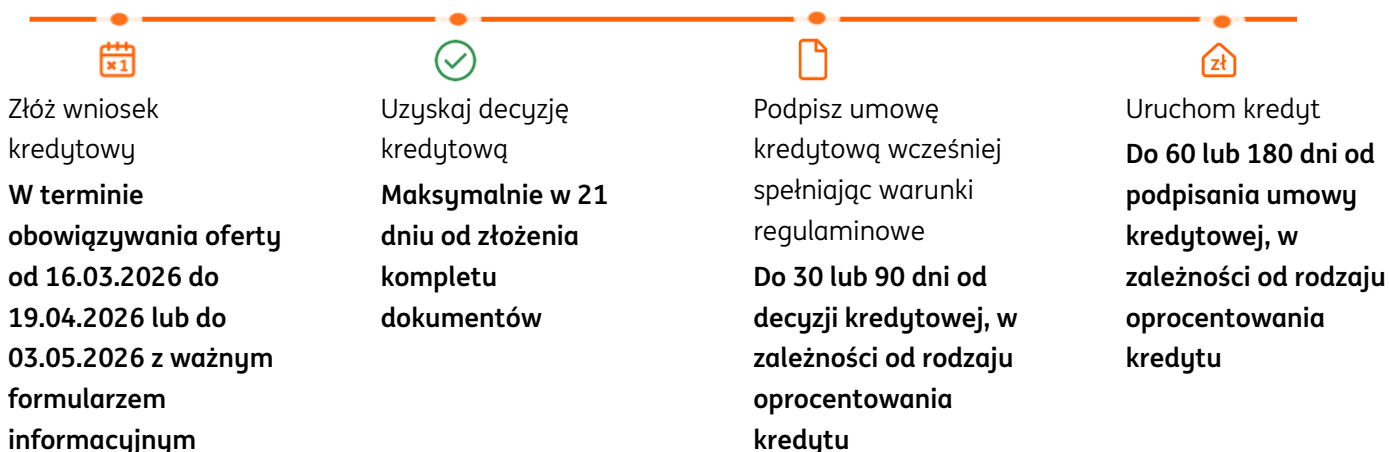 x1
zł
Złóż wniosek
kredytowy
W terminie
obowiązywania oferty
od 16.03.2026 do
19.04.2026 lub do
03.05.2026 z ważnym
formularzem
informacyjnym
Uzyskaj decyzję
kredytową
Maksymalnie w 21
dniu od złożenia
kompletu
dokumentów
Podpisz umowę
kredytową wcześniej
spełniając warunki
regulaminowe
Do 30 lub 90 dni od
decyzji kredytowej, w
zależności od rodzaju
oprocentowania
kredytu
Uruchom kredyt
Do 60 lub 180 dni od
podpisania umowy
kredytowej, w
zależności od rodzaju
oprocentowania
kredytu